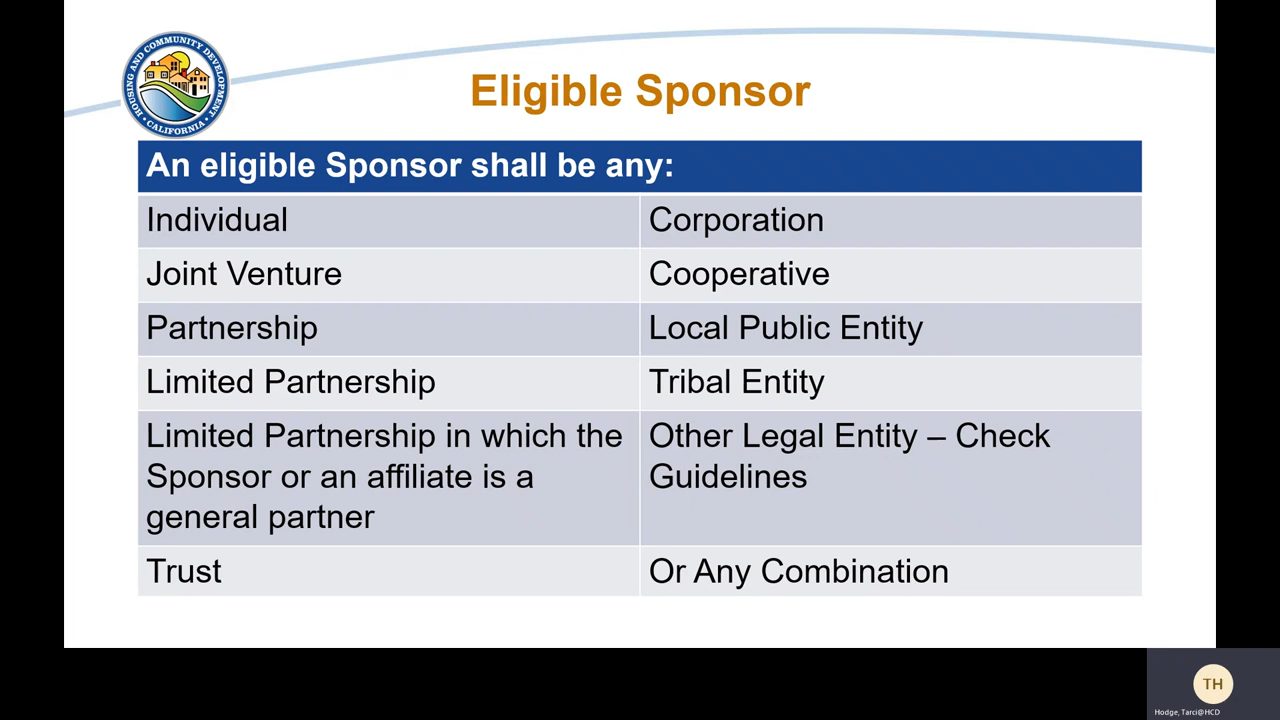 HOUSING AND COMMUNITY DEVELOPMENT
• CALIFORNIA •
Eligible Sponsor
An eligible Sponsor shall be any:
Individual
Corporation
Joint Venture
Cooperative
Partnership
Local Public Entity
Limited Partnership
Tribal Entity
Limited Partnership in which the
Sponsor or an affiliate is a
general partner
Other Legal Entity – Check
Guidelines
Trust
Or Any Combination
TH
Hodge, Tarci@HCD